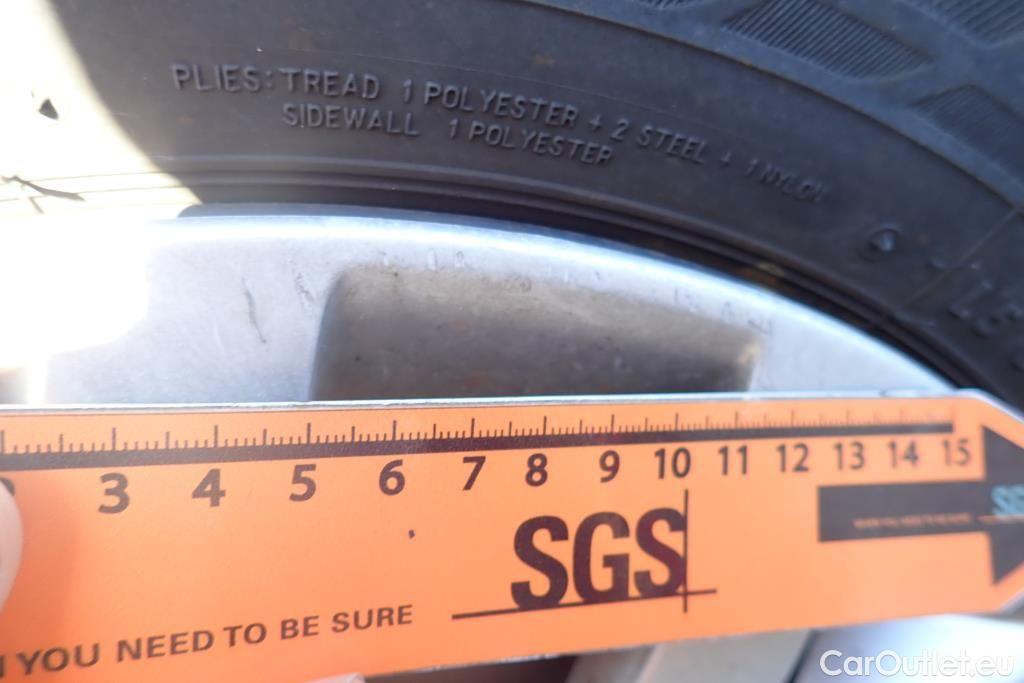 PLIES: TREAD 1 POLYESTER + 2 STEEL + 1 NYLON
SIDEWALL 1 POLYESTER
3 4 5 6 7 8 9 10 11 12 13 14 15
SGS
YOU NEED TO BE SURE
CarOutlet.eu